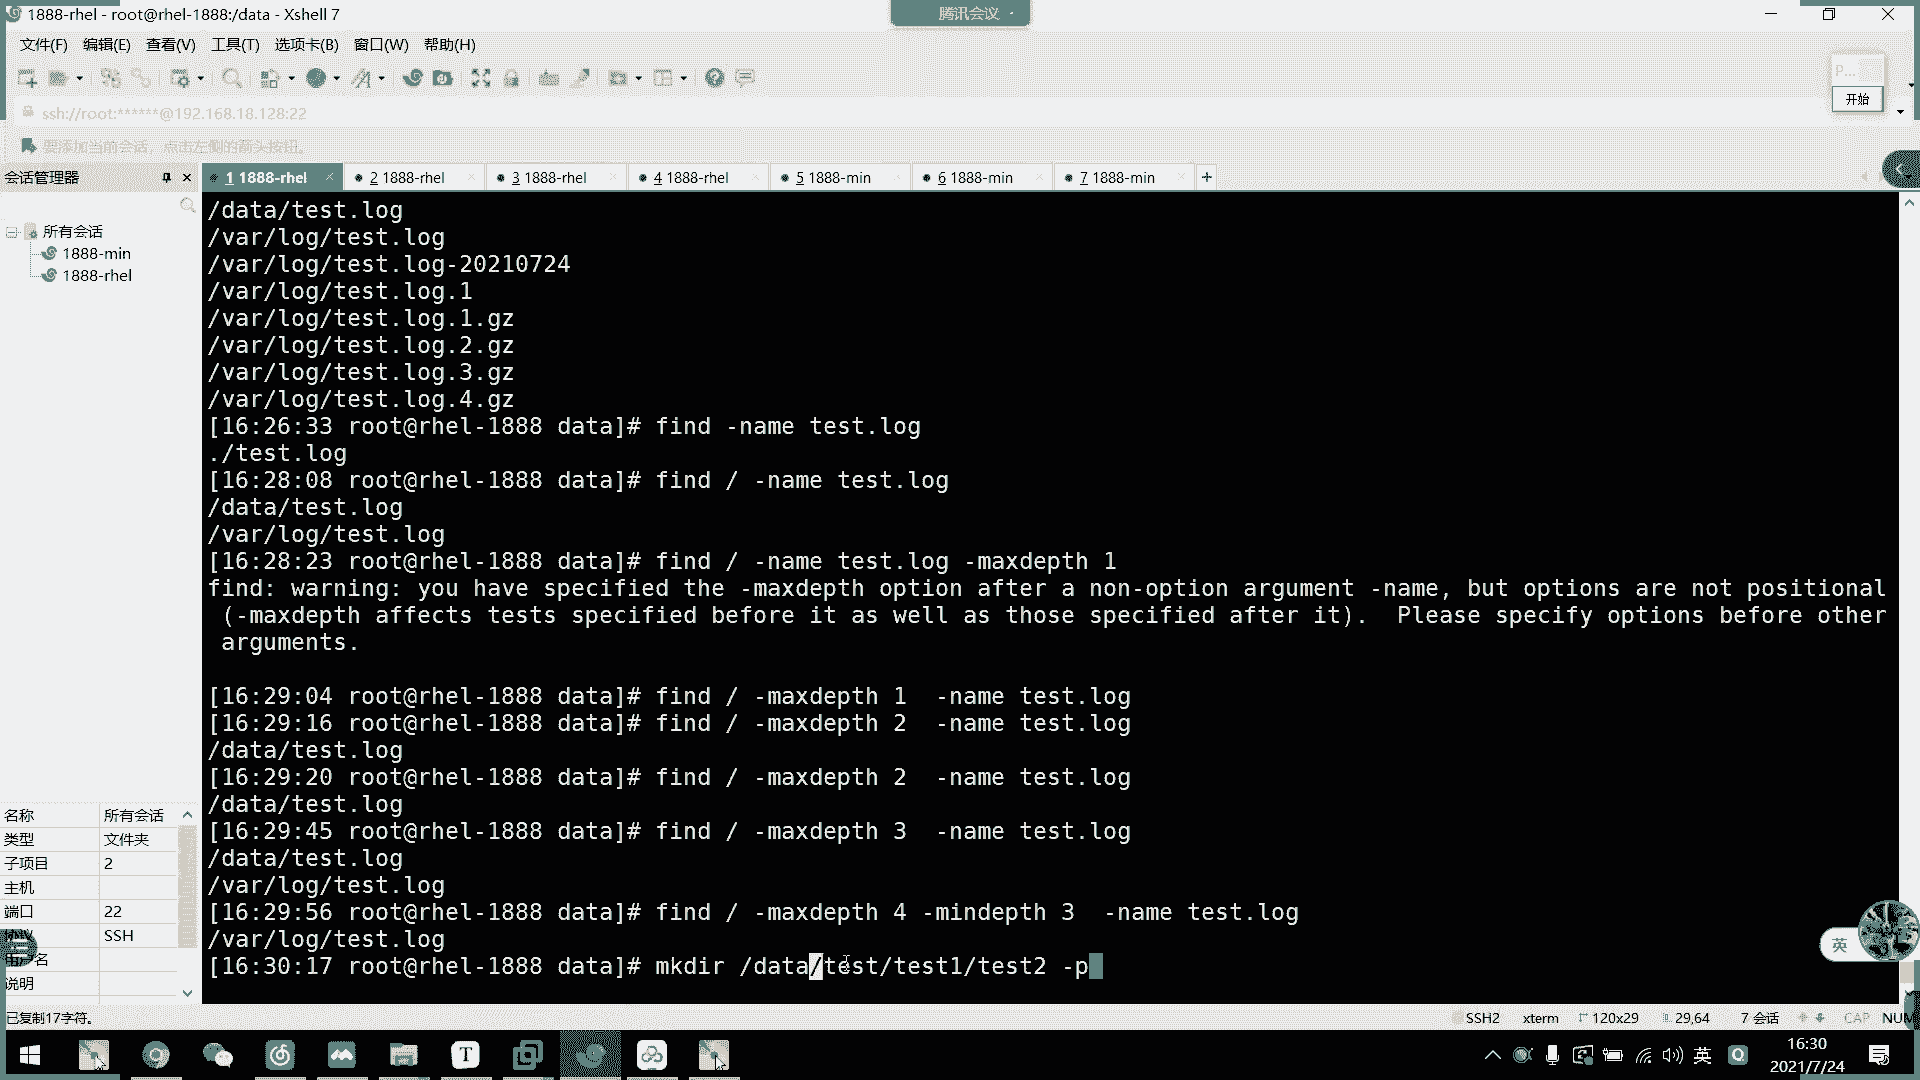 1888-rhel - root@rhel-1888:/data - Xshell 7
腾讯会议
文件(F) 编辑(E) 查看(V) 工具(T) 选项卡(B) 窗口(W) 帮助(H)
P...
开始
ssh://root:******@192.168.18.128:22
要添加当前会话，点击左侧的箭头按钮。
会话管理器
1 1888-rhel
2 1888-rhel
3 1888-rhel
4 1888-rhel
5 1888-min
6 1888-min
7 1888-min
所有会话
1888-min
1888-rhel
/data/test.log
/var/log/test.log
/var/log/test.log-20210724
/var/log/test.log.1
/var/log/test.log.1.gz
/var/log/test.log.2.gz
/var/log/test.log.3.gz
/var/log/test.log.4.gz
[16:26:33 root@rhel-1888 data]# find -name test.log
./test.log
[16:28:08 root@rhel-1888 data]# find / -name test.log
/data/test.log
/var/log/test.log
[16:28:23 root@rhel-1888 data]# find / -name test.log -maxdepth 1
find: warning: you have specified the -maxdepth option after a non-option argument -name, but options are not positional
(-maxdepth affects tests specified before it as well as those specified after it).  Please specify options before other
arguments.
[16:29:04 root@rhel-1888 data]# find / -maxdepth 1  -name test.log
[16:29:16 root@rhel-1888 data]# find / -maxdepth 2  -name test.log
/data/test.log
[16:29:20 root@rhel-1888 data]# find / -maxdepth 2  -name test.log
/data/test.log
[16:29:45 root@rhel-1888 data]# find / -maxdepth 3  -name test.log
/data/test.log
/var/log/test.log
[16:29:56 root@rhel-1888 data]# find / -maxdepth 4 -mindepth 3  -name test.log
/var/log/test.log
[16:30:17 root@rhel-1888 data]# mkdir /data/test/test1/test2 -p
名称 所有会话
类型 文件夹
子项目 2
主机
端口 22
协议 SSH
用户名
说明
英
已复制17字符。
SSH2 xterm 120x29 29,64 7 会话 CAP NUM
英
16:30
2021/7/24